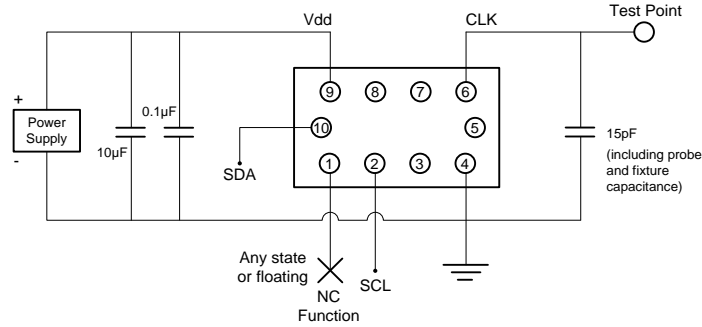 Test Point
Vdd
CLK
+
Power
Supply
-
10µF
0.1µF
9
8
7
6
10
5
1
2
3
4
SDA
15pF
(including probe
and fixture
capacitance)
Any state
or floating
NC
Function
SCL